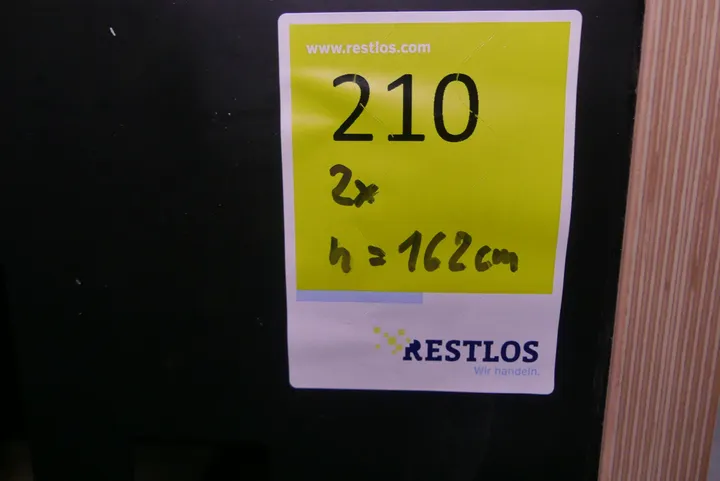 www.restlos.com
210
2x
h = 162cm
RESTLOS
Wir handeln.